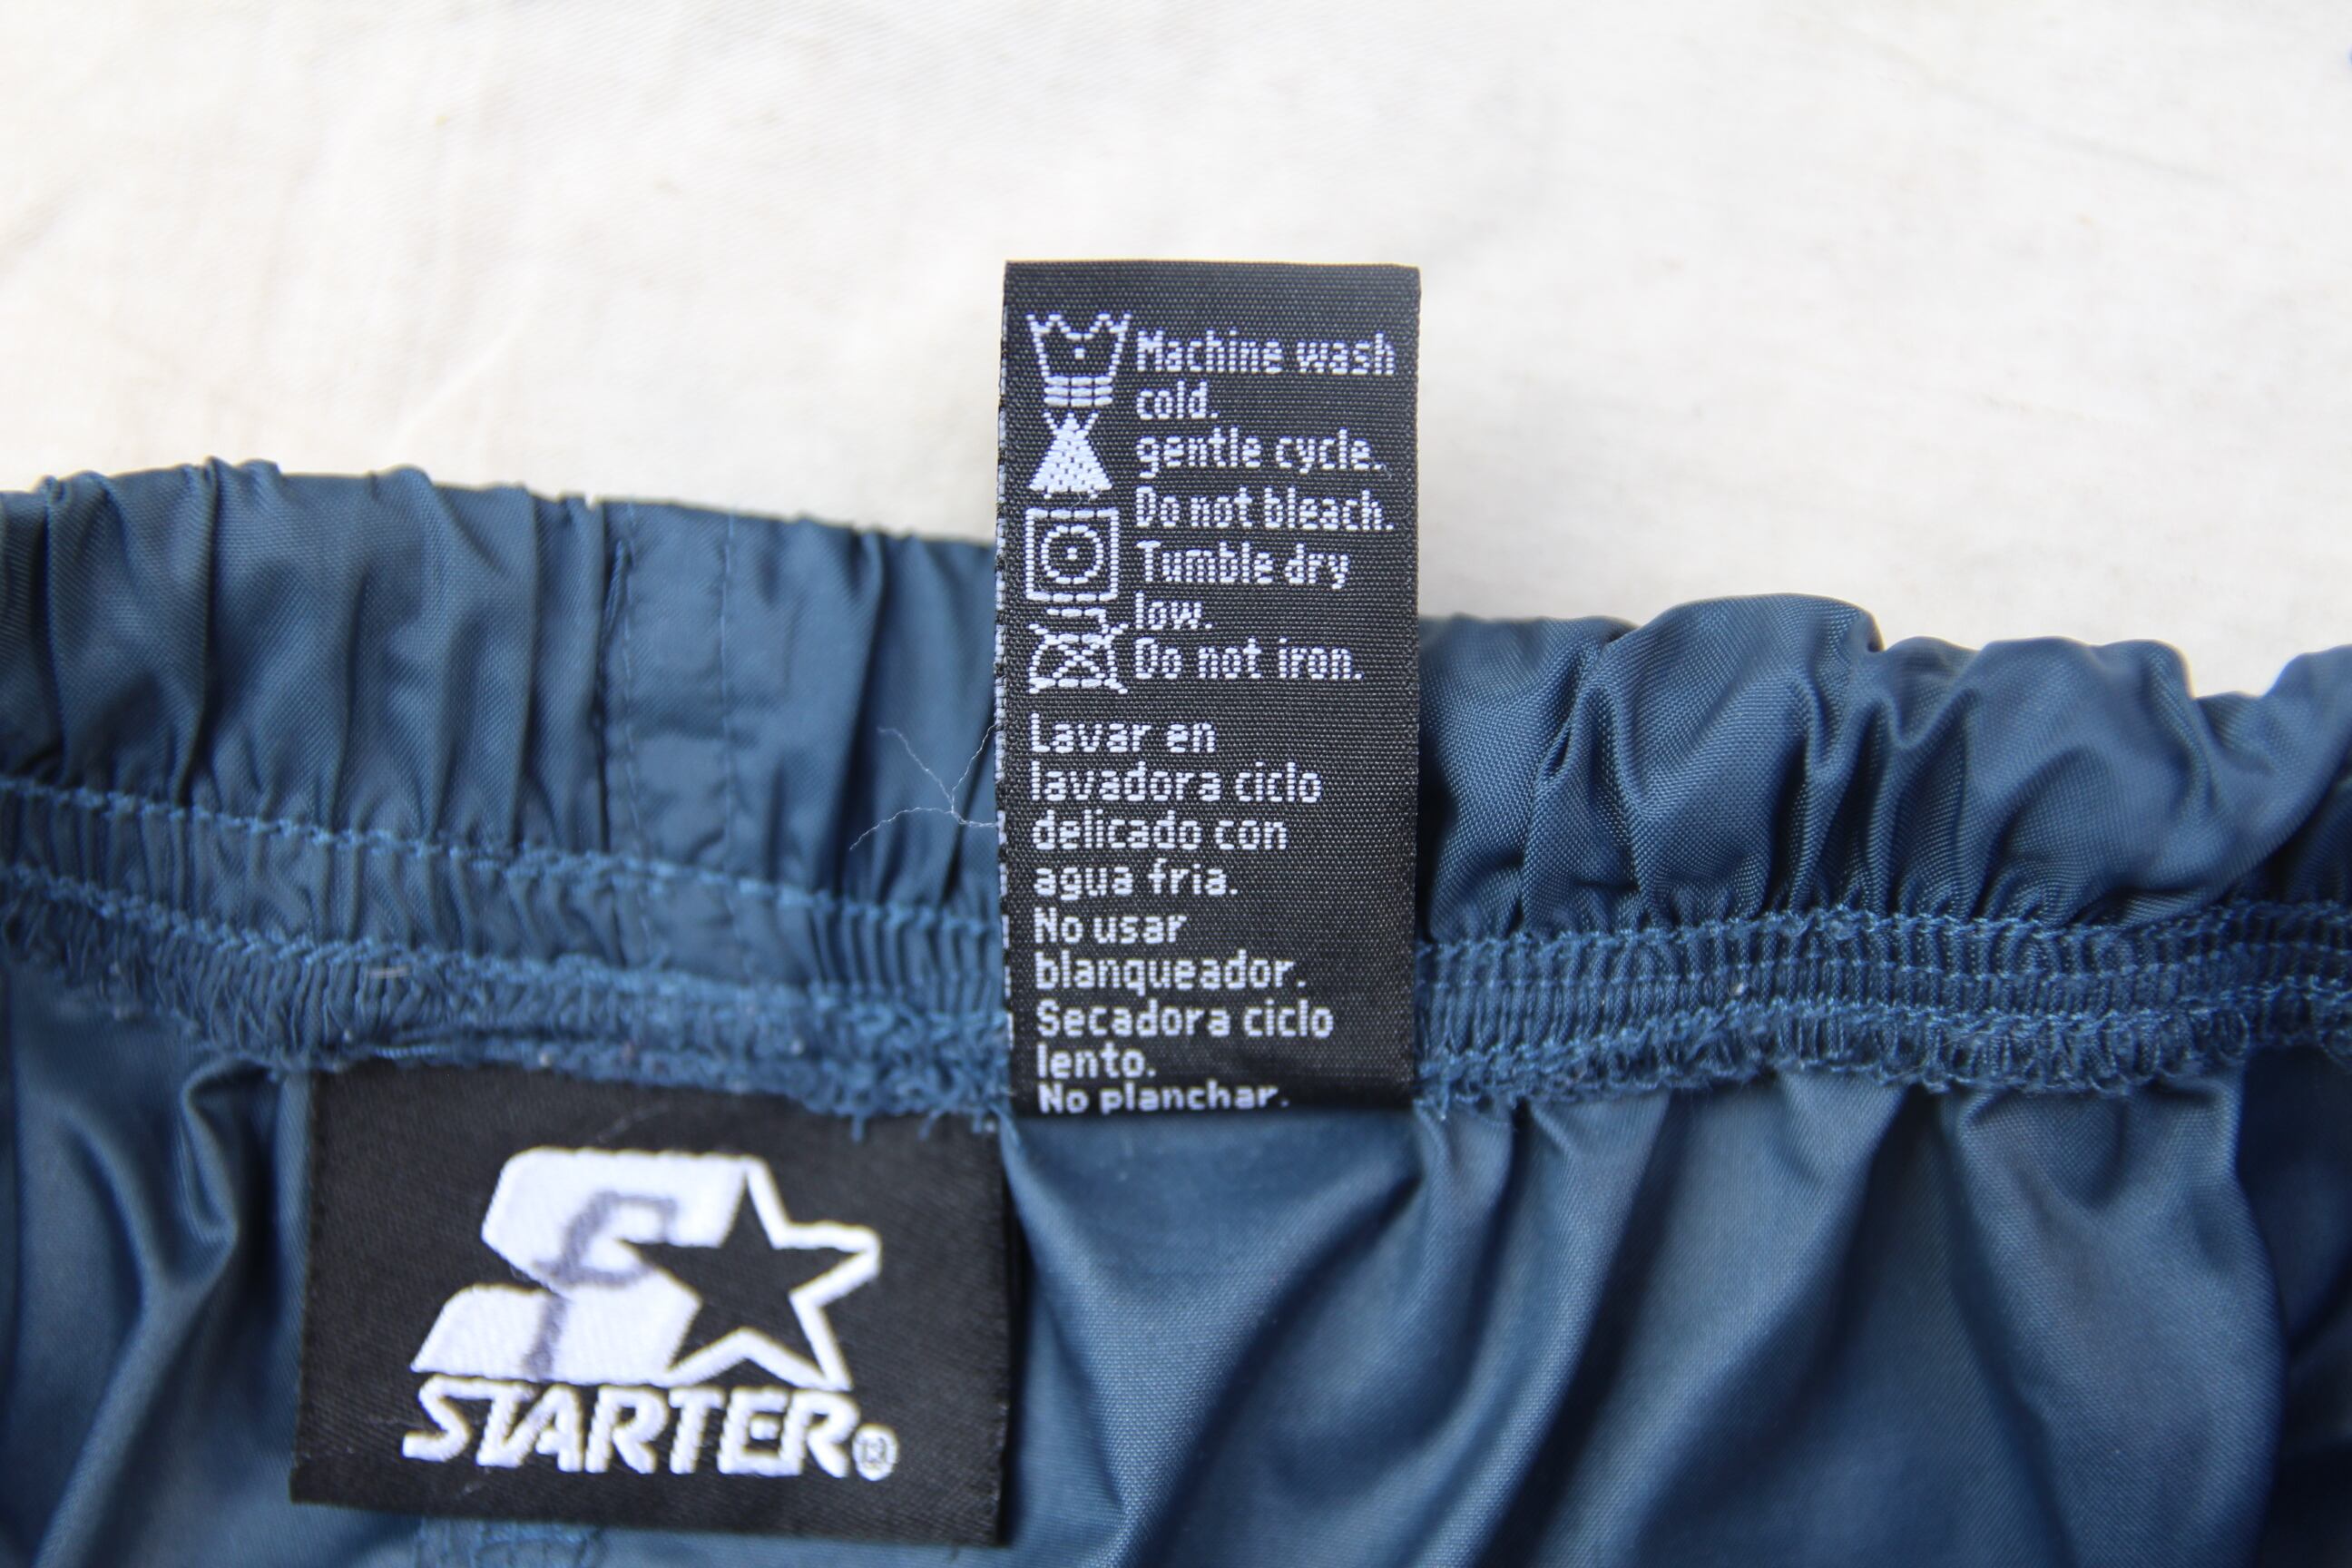 Machine wash
cold.
gentle cycle.
Do not bleach.
Tumble dry
low.
Do not iron.
Lavar en
lavadora ciclo
delicado con
agua fria.
No usar
blanqueador.
Secadora ciclo
lento.
No planchar.
STARTER®